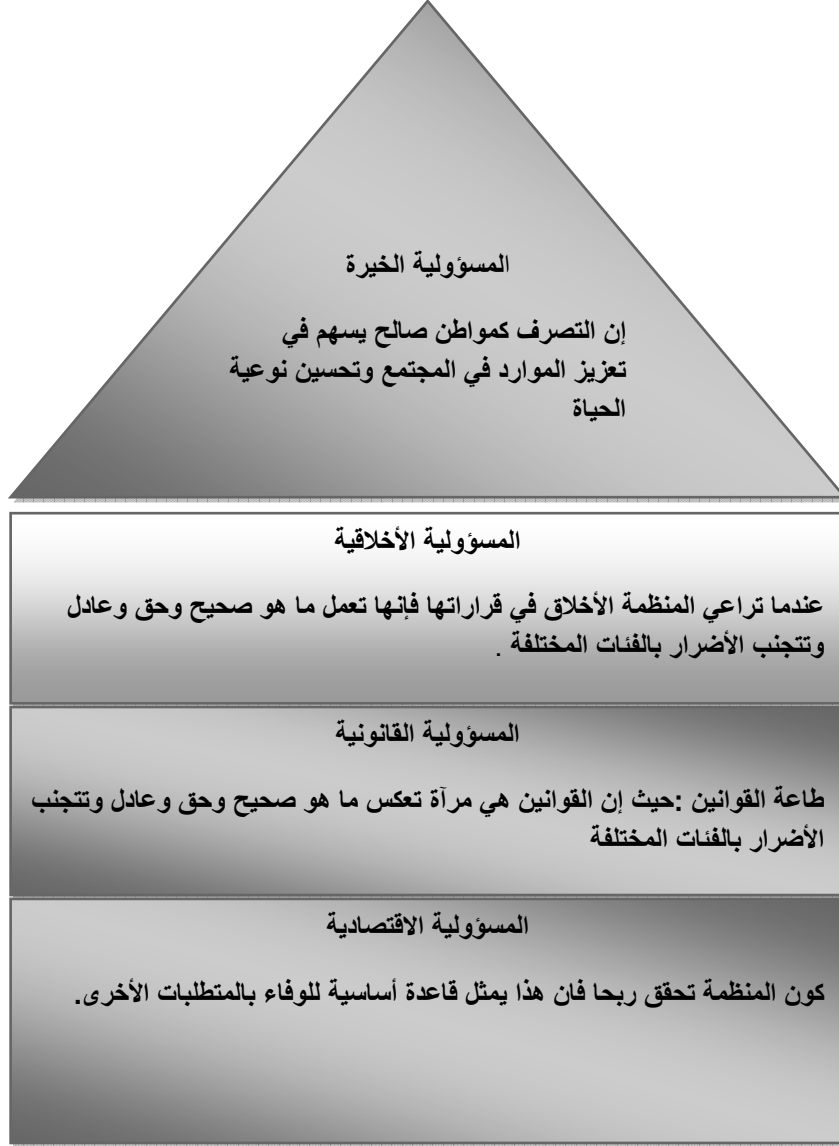 المسؤولية الخيرة
إن التصرف كمواطن صالح يسهم في
تعزيز الموارد في المجتمع وتحسين نوعية
الحياة
المسؤولية الأخلاقية
عندما تراعي المنظمة الأخلاق في قراراتها فإنها تعمل ما هو صحيح وحق وعادل
وتتجنب الأضرار بالفئات المختلفة .
المسؤولية القانونية
طاعة القوانين :حيث إن القوانين هي مرآة تعكس ما هو صحيح وحق وعادل وتتجنب
الأضرار بالفئات المختلفة
المسؤولية الاقتصادية
كون المنظمة تحقق ربحا فان هذا يمثل قاعدة أساسية للوفاء بالمتطلبات الأخرى.